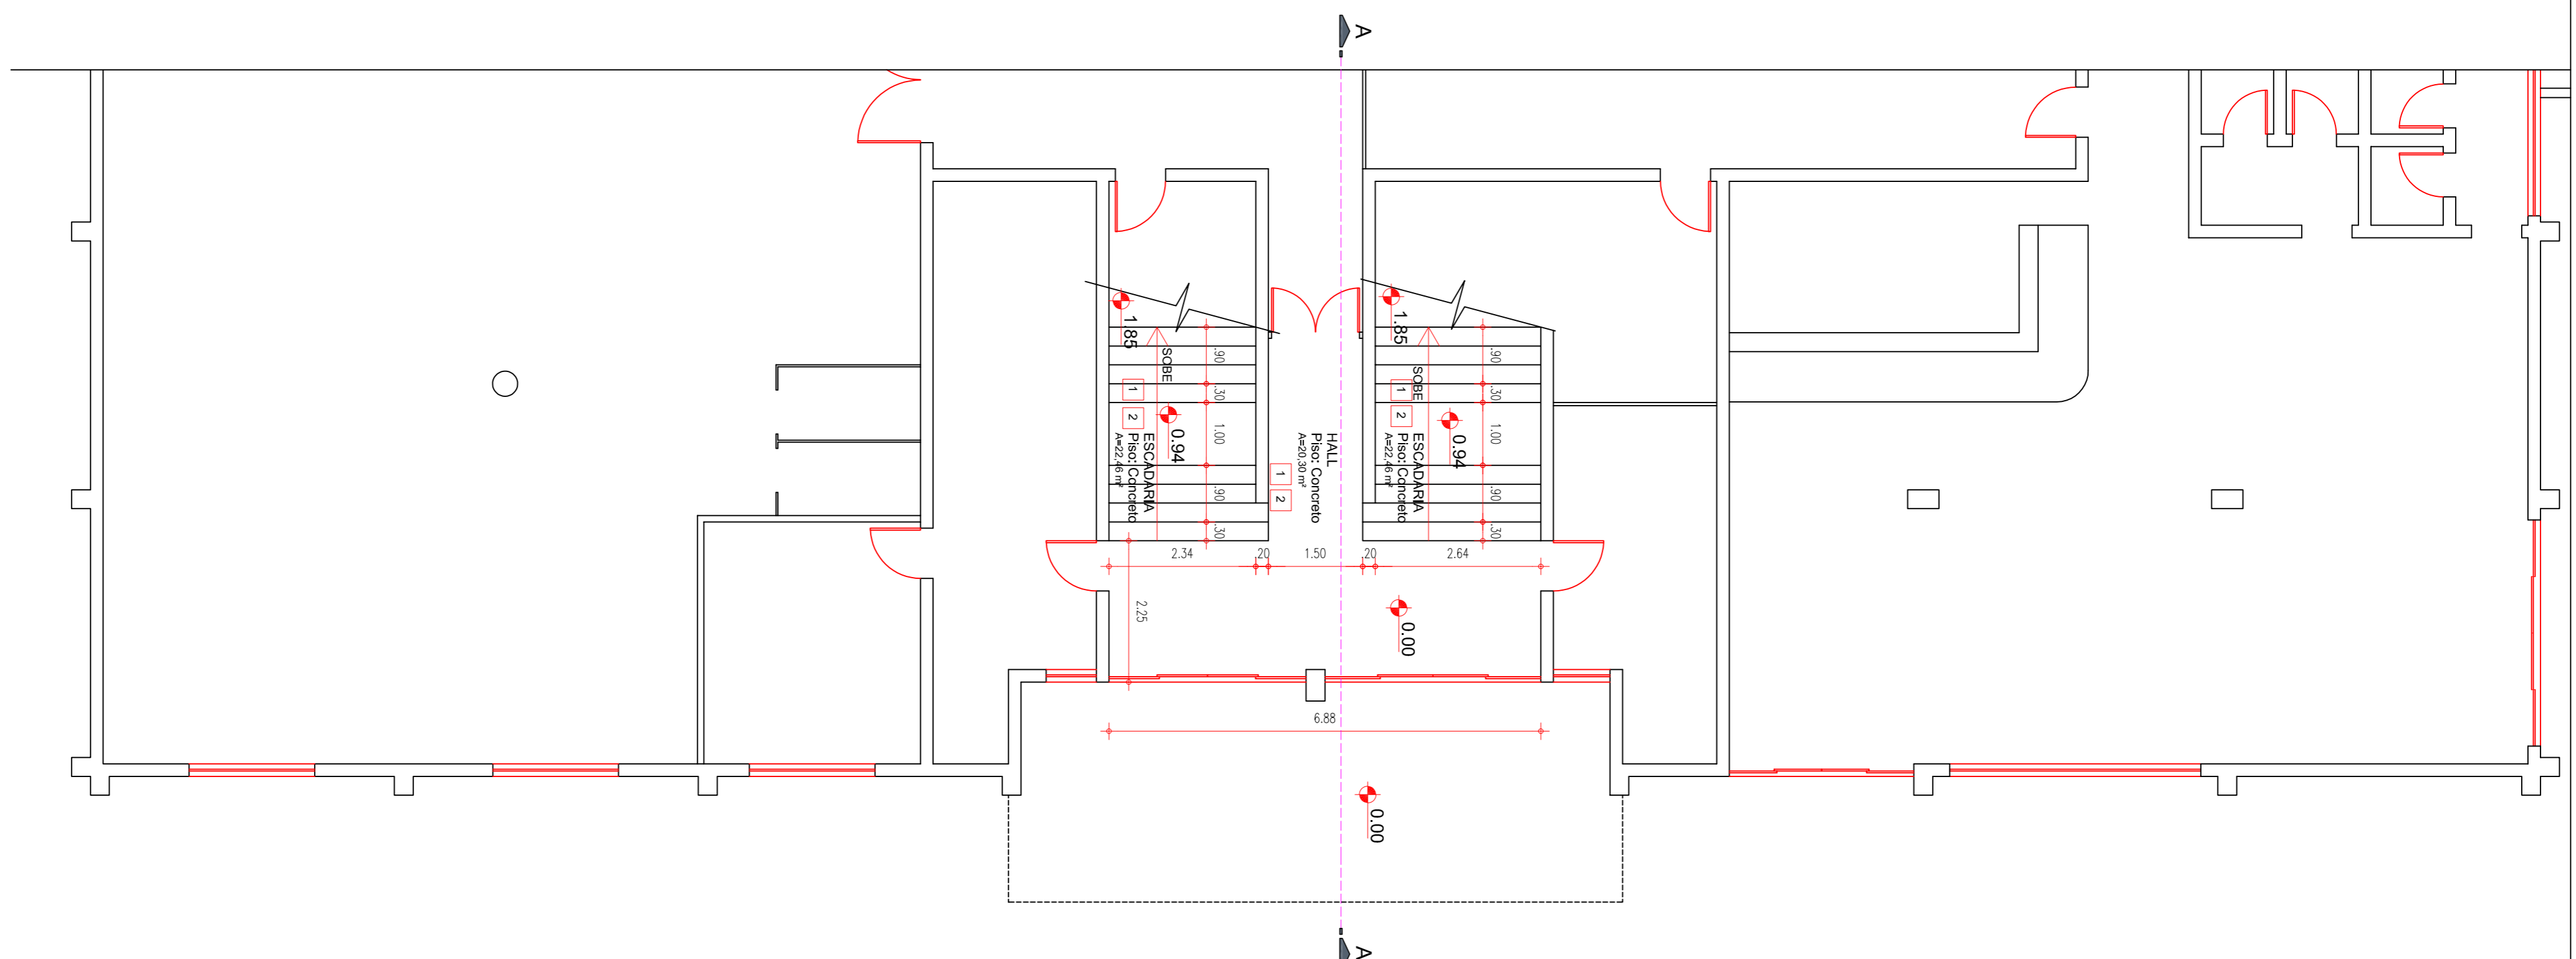 A
1.85
SOBE
1
2
0.94
ESCADARIA
Piso: Concreto
A=22,46 m²
.90
.30
1.00
.90
.30
HALL
Piso: Concreto
A=20,30 m²
1
2
1.85
SOBE
1
2
0.94
ESCADARIA
Piso: Concreto
A=22,46 m²
.90
.30
1.00
.90
.30
2.34
.20
1.50
.20
2.64
2.25
0.00
6.88
0.00
A